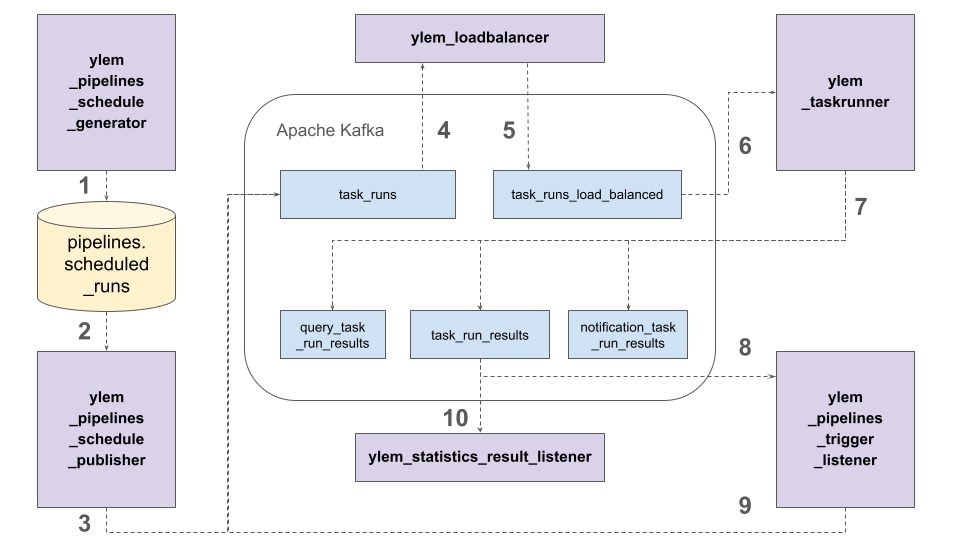 ylem
_pipelines
_schedule
_generator
1
pipelines.
scheduled
_runs
2
ylem
_pipelines
_schedule
_publisher
3
ylem_loadbalancer
Apache Kafka
4
5
task_runs
task_runs_load_balanced
6
ylem
_taskrunner
7
query_task
_run_results
task_run_results
notification_task
_run_results
8
10
ylem_statistics_result_listener
ylem
_pipelines
_trigger
_listener
9